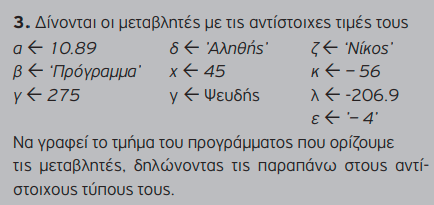 3. Δίνονται οι μεταβλητές με τις αντίστοιχες τιμές τους
α ← 10.89 δ ← 'Αληθής' ζ ← 'Νίκος'
β ← 'Πρόγραμμα' χ ← 45 κ ← – 56
γ ← 275 y ← Ψευδής λ ← -206.9
ε ← '– 4'
Να γραφεί το τμήμα του προγράμματος που ορίζουμε
τις μεταβλητές, δηλώνοντας τις παραπάνω στους αντί-
στοιχους τύπους τους.